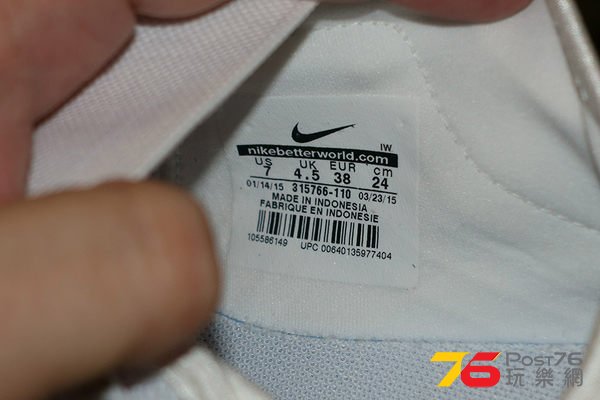 IW
nikebetterworld.com
US UK EUR cm
7 4.5 38 24
01/14/15 315766-110 03/23/15
MADE IN INDONESIA
FABRIQUE EN INDONESIE
105586149 UPC 00640135977404
76 Post76
玩樂網